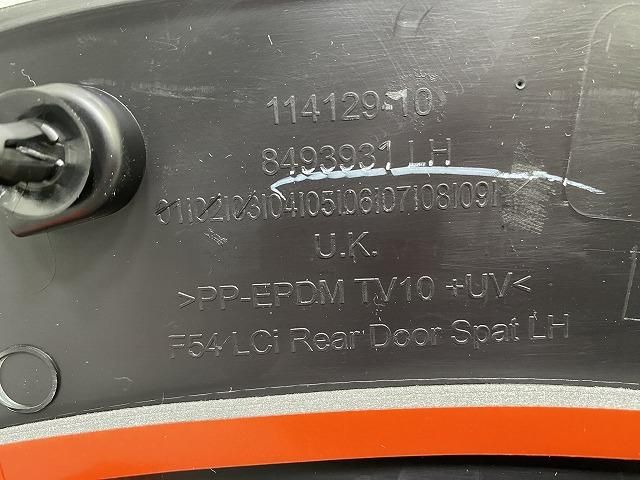 114129-10
8493931 LH
01|02|03|04|05|06|07|08|09|
U.K.
>PP-EPDM TV10 +UV<
F54 LCi Rear Door Spat LH